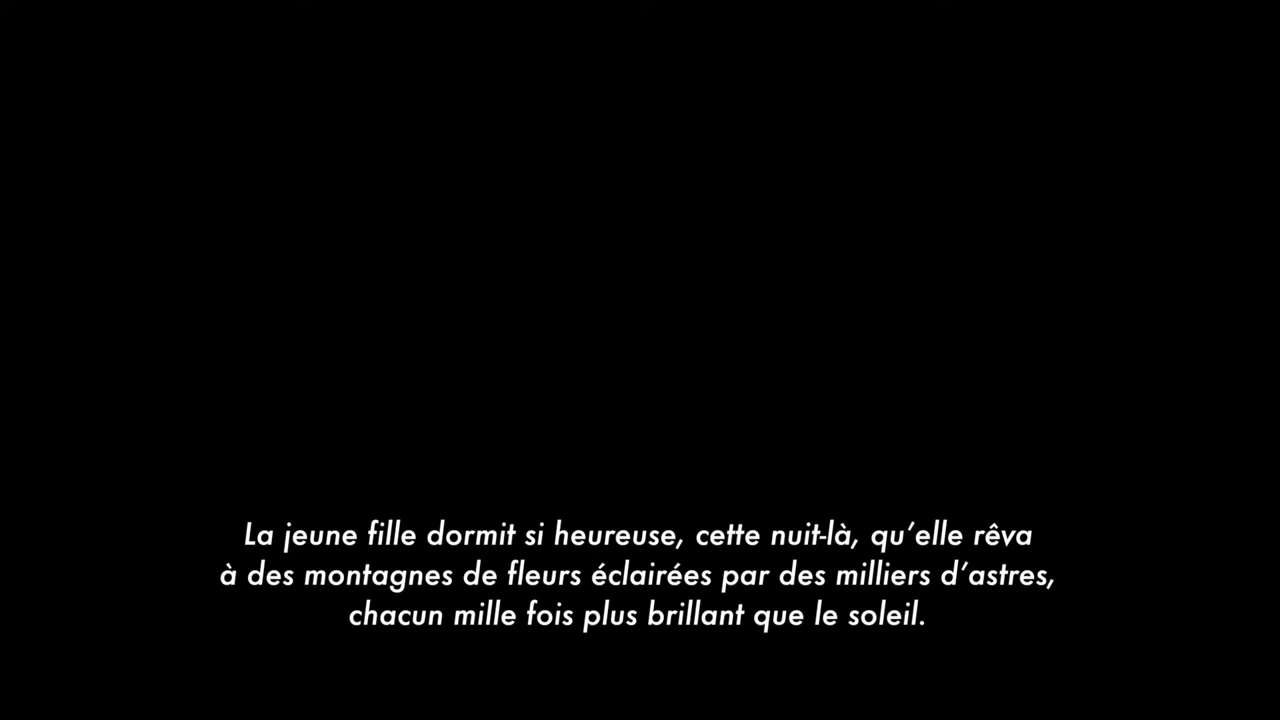 La jeune fille dormit si heureuse, cette nuit-là, qu’elle rêva
à des montagnes de fleurs éclairées par des milliers d’astres,
chacun mille fois plus brillant que le soleil.